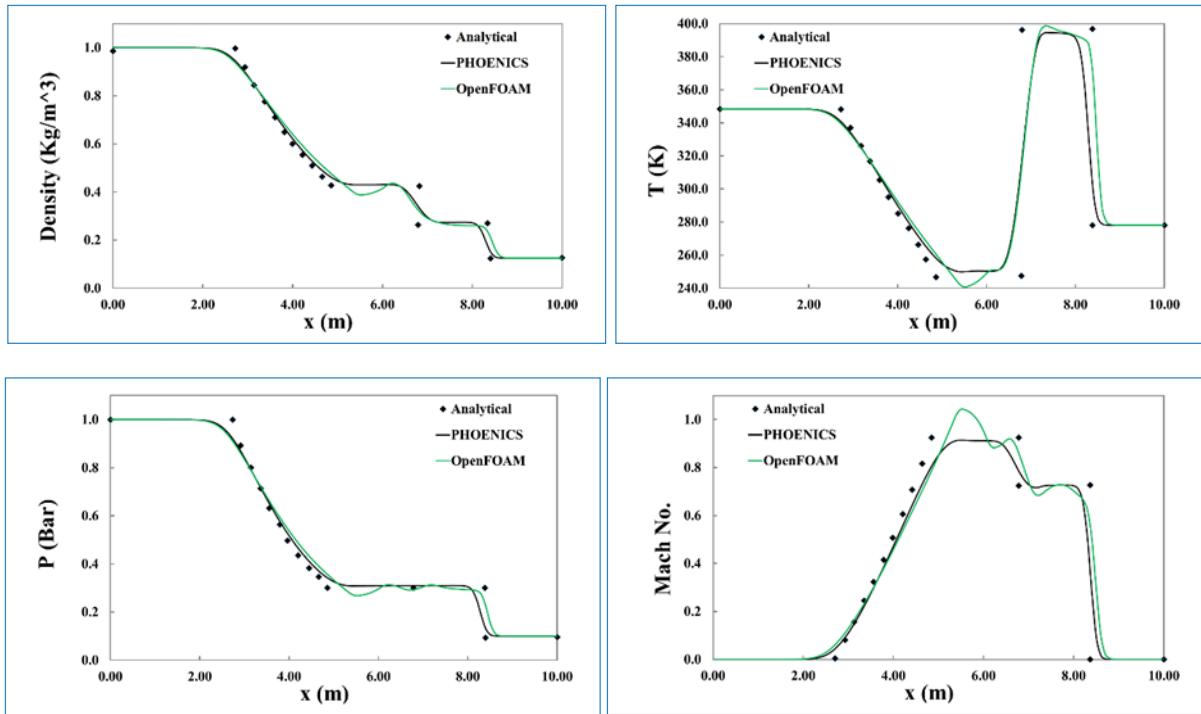 Density (Kg/m^3)
1.0
0.8
0.6
0.4
0.2
0.0
Analytical
PHOENICS
OpenFOAM
0.00 2.00 4.00 6.00 8.00 10.00
x (m)
T (K)
400.0
380.0
360.0
340.0
320.0
300.0
280.0
260.0
240.0
Analytical
PHOENICS
OpenFOAM
0.00 2.00 4.00 6.00 8.00 10.00
x (m)
P (Bar)
1.0
0.8
0.6
0.4
0.2
0.0
Analytical
PHOENICS
OpenFOAM
0.00 2.00 4.00 6.00 8.00 10.00
x (m)
Mach No.
1.0
0.8
0.6
0.4
0.2
0.0
Analytical
PHOENICS
OpenFOAM
0.00 2.00 4.00 6.00 8.00 10.00
x (m)